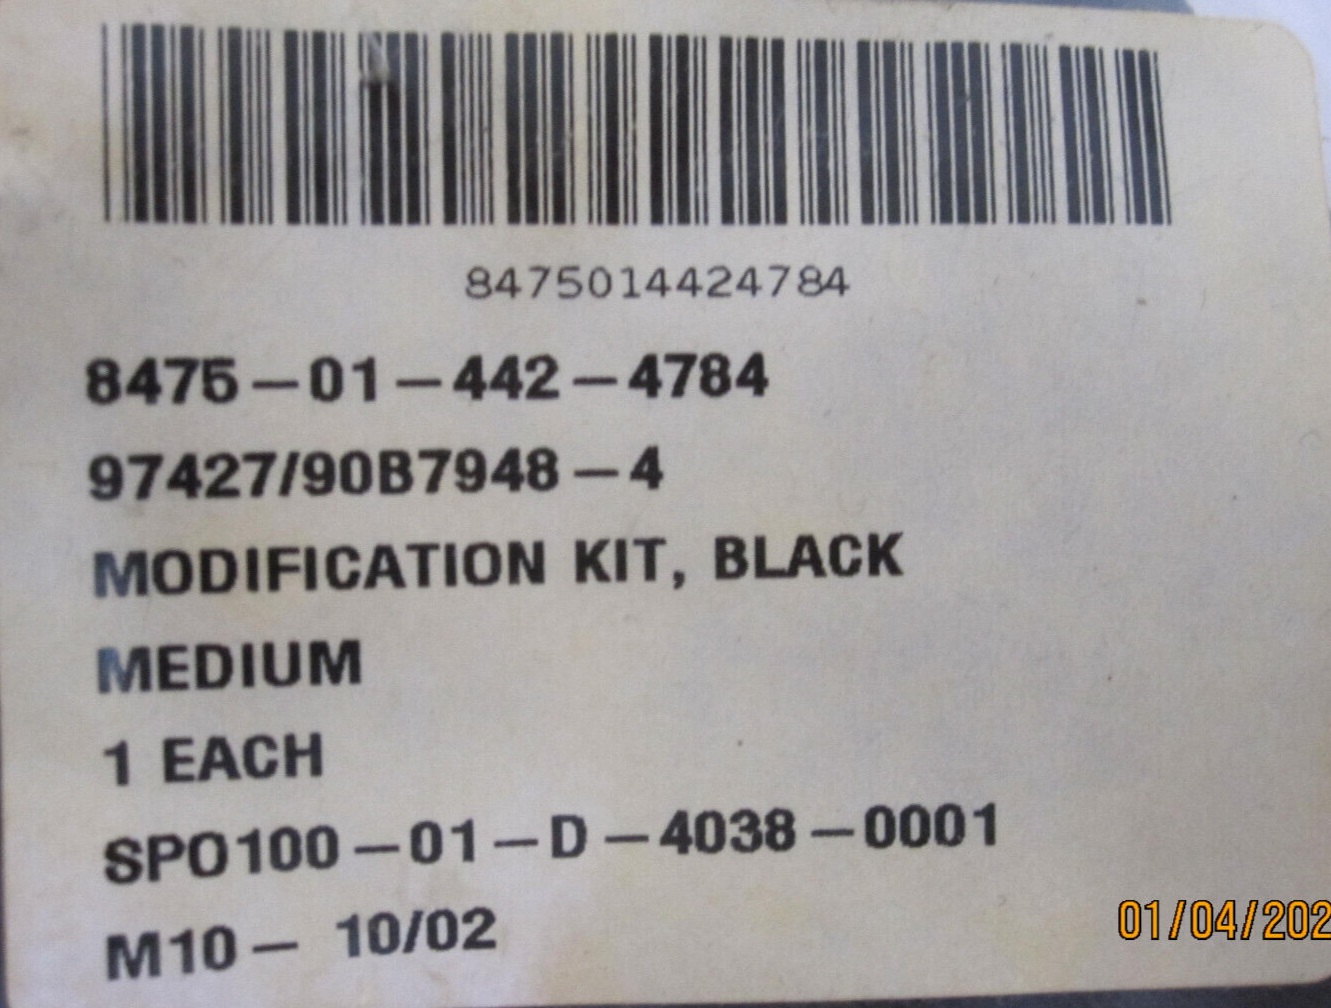 8475014424784
8475-01-442-4784
97427/90B7948-4
MODIFICATION KIT, BLACK
MEDIUM
1 EACH
SPO100-01-D-4038-0001
M10- 10/02
01/04/202